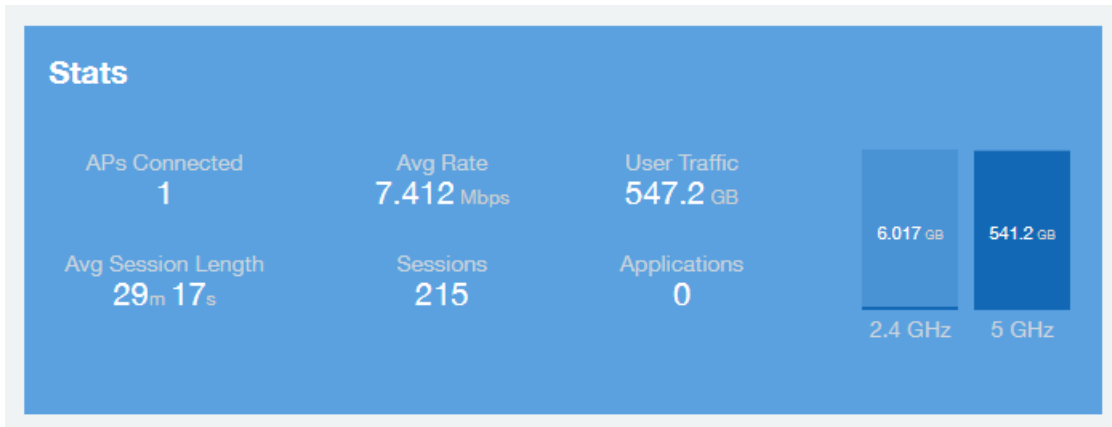 Stats
APs Connected
1
Avg Rate
7.412 Mbps
User Traffic
547.2 GB
Avg Session Length
29m 17s
Sessions
215
Applications
0
6.017 GB
2.4 GHz
541.2 GB
5 GHz